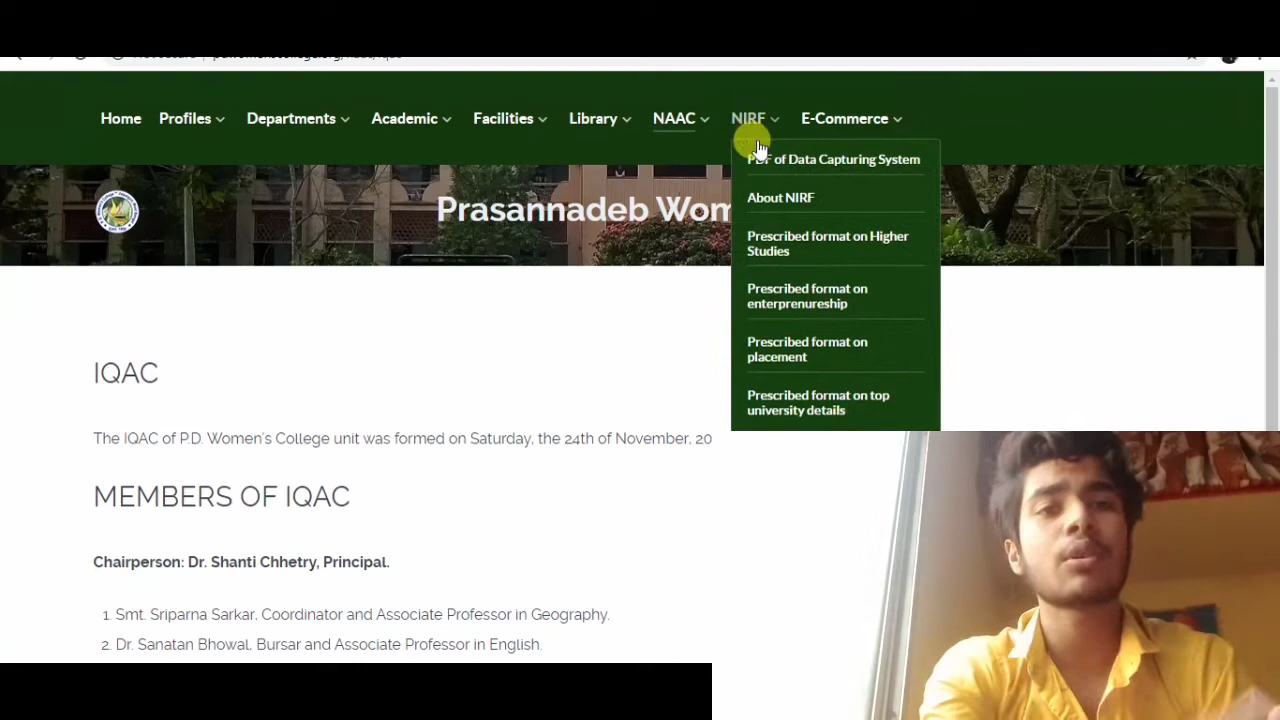 Home Profiles Departments Academic Facilities Library NAAC NIRF E-Commerce
PDF of Data Capturing System
About NIRF
Prescribed format on Higher
Studies
Prescribed format on
enterprenureship
Prescribed format on
placement
Prescribed format on top
university details
Prasannadeb Wom
IQAC
The IQAC of P.D. Women's College unit was formed on Saturday, the 24th of November, 20
MEMBERS OF IQAC
Chairperson: Dr. Shanti Chhetry, Principal.
1. Smt. Sriparna Sarkar, Coordinator and Associate Professor in Geography.
2. Dr. Sanatan Bhowal, Bursar and Associate Professor in English.